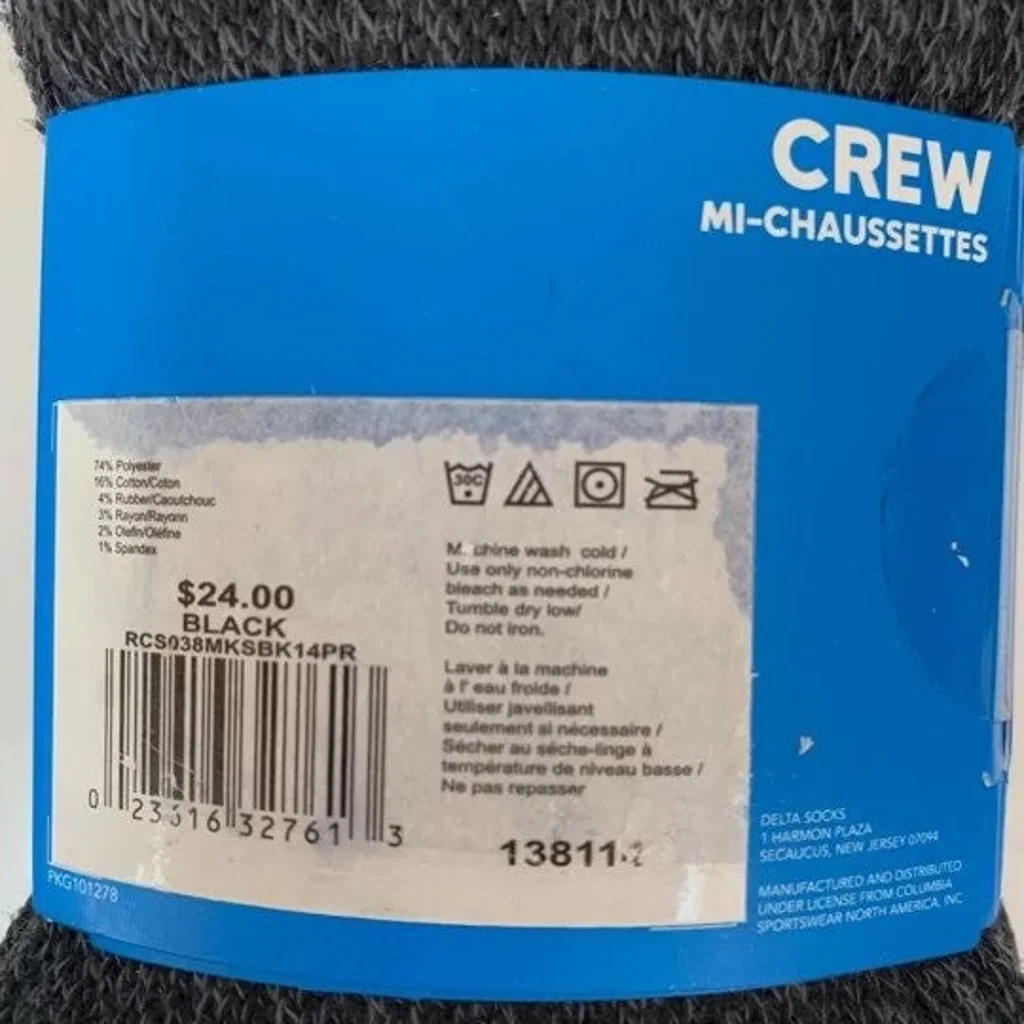 CREW
MI-CHAUSSETTES
74% Polyester
16% Cotton/Coton
4% Rubber/Caoutchouc
3% Rayon/Rayonn
2% Olefin/Oléfine
1% Spandex
$24.00
BLACK
RCS038MKSBK14PR
0 23616 32761 3
30C
wash cold /
Use only non-chlorine
bleach as needed /
Tumble dry low/
Do not iron.
Laver à la machine
à l' eau froide /
Utiliser javellisant
seulement si nécessaire /
Sécher au séche-linge à
température de niveau basse /
Ne pas repasser
PKG101278
DELTA SOCKS
1 HARMON PLAZA
SECAUCUS, NEW JERSEY 07094
MANUFACTURED AND DISTRIBUTED
UNDER LICENSE FROM COLUMBIA
SPORTSWEAR NORTH AMERICA, INC